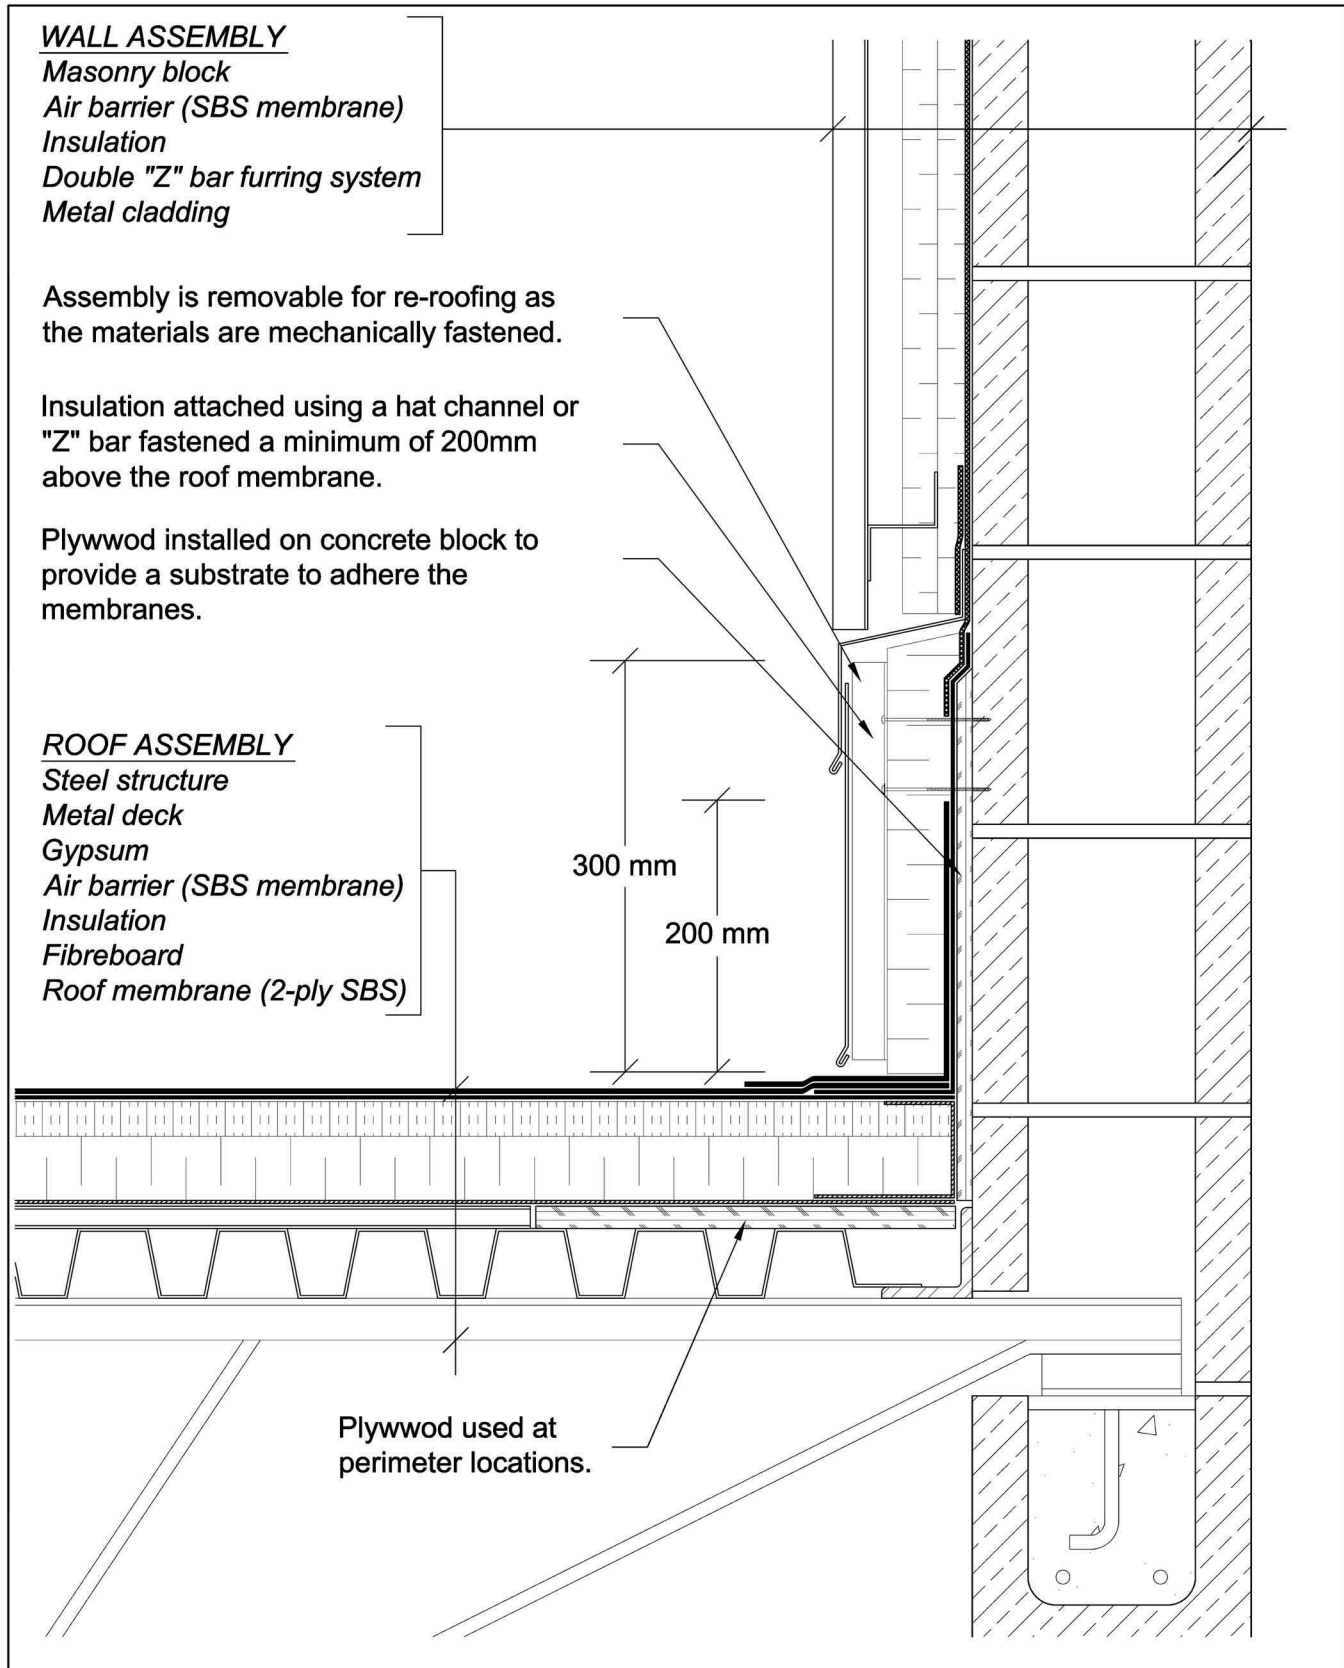 WALL ASSEMBLY
Masonry block
Air barrier (SBS membrane)
Insulation
Double "Z" bar furring system
Metal cladding
Assembly is removable for re-roofing as
the materials are mechanically fastened.
Insulation attached using a hat channel or
"Z" bar fastened a minimum of 200mm
above the roof membrane.
Plywwod installed on concrete block to
provide a substrate to adhere the
membranes.
ROOF ASSEMBLY
Steel structure
Metal deck
Gypsum
Air barrier (SBS membrane)
Insulation
Fibreboard
Roof membrane (2-ply SBS)
300 mm
200 mm
Plywwod used at
perimeter locations.